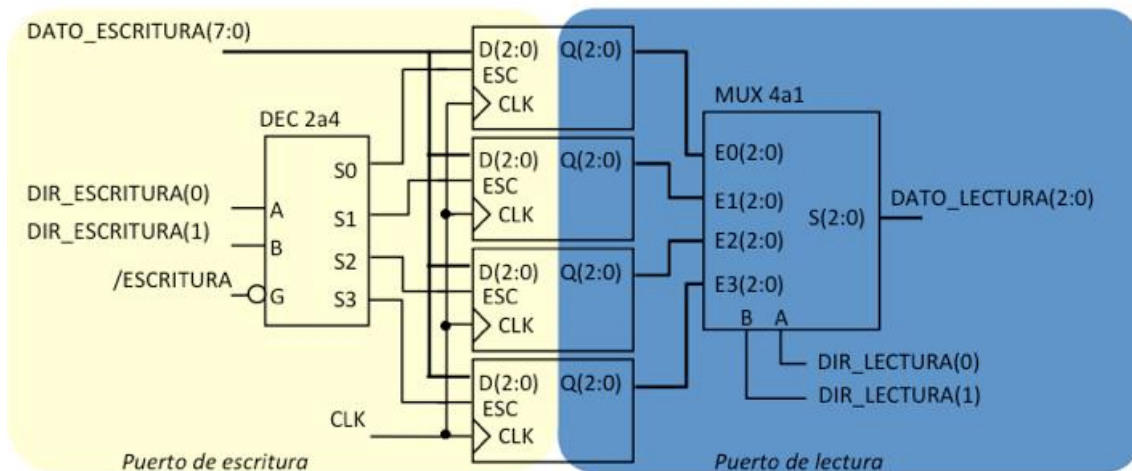 DATO_ESCRITURA(7:0)
D(2:0) Q(2:0)
ESC
CLK
MUX 4a1
DEC 2a4
D(2:0) Q(2:0)
ESC
CLK
S0
S1
S2
S3
DIR_ESCRITURA(0)
A
DIR_ESCRITURA(1)
B
/ESCRITURA
G
E0(2:0)
E1(2:0)
E2(2:0)
E3(2:0)
S(2:0)
DATO_LECTURA(2:0)
B A
D(2:0) Q(2:0)
ESC
CLK
DIR_LECTURA(0)
DIR_LECTURA(1)
D(2:0) Q(2:0)
ESC
CLK
CLK
Puerto de escritura
Puerto de lectura